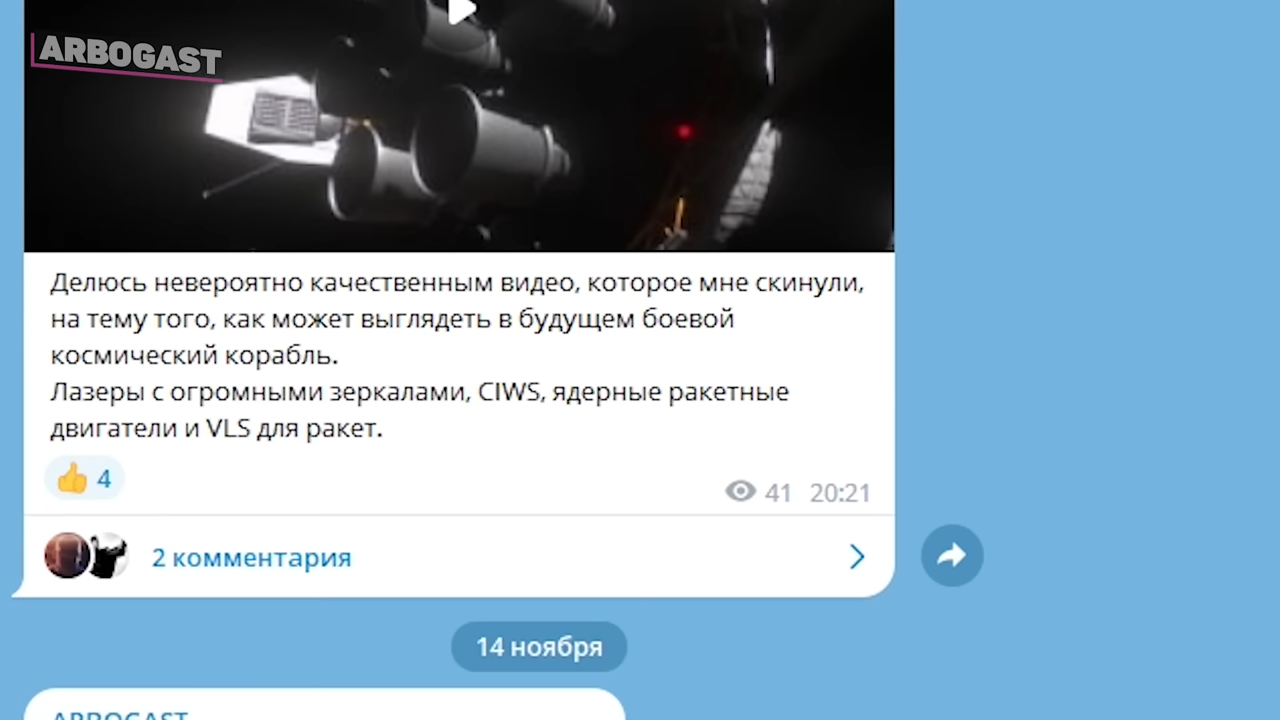 ARBOGAST
Делюсь невероятно качественным видео, которое мне скинули,
на тему того, как может выглядеть в будущем боевой
космический корабль.
Лазеры с огромными зеркалами, CIWS, ядерные ракетные
двигатели и VLS для ракет.
👍 4
41 20:21
2 комментария
14 ноября
ARBOGAST